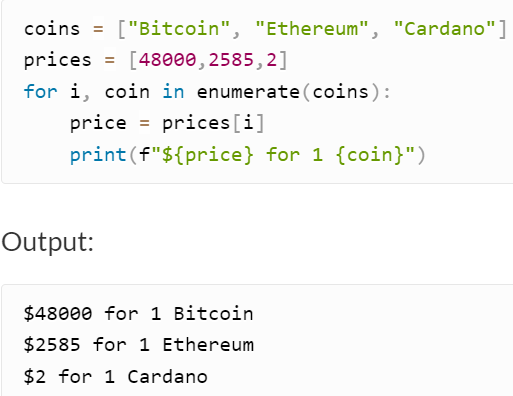 coins = ["Bitcoin", "Ethereum", "Cardano"]
prices = [48000,2585,2]
for i, coin in enumerate(coins):
    price = prices[i]
    print(f"${price} for 1 {coin}")
Output:
$48000 for 1 Bitcoin
$2585 for 1 Ethereum
$2 for 1 Cardano